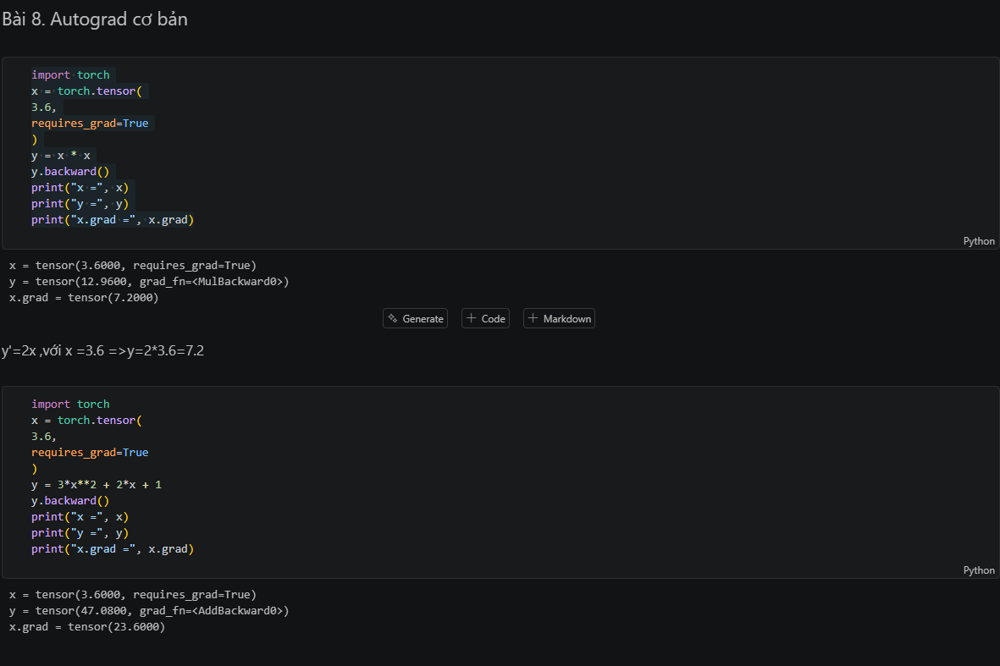 Bài 8. Autograd cơ bản
import torch
x = torch.tensor(
3.6,
requires_grad=True
)
y = x * x
y.backward()
print("x =", x)
print("y =", y)
print("x.grad =", x.grad)
Python
x = tensor(3.6000, requires_grad=True)
y = tensor(12.9600, grad_fn=<MulBackward0>)
x.grad = tensor(7.2000)
Generate
Code
Markdown
y'=2x ,với x =3.6 =>y=2*3.6=7.2
import torch
x = torch.tensor(
3.6,
requires_grad=True
)
y = 3*x**2 + 2*x + 1
y.backward()
print("x =", x)
print("y =", y)
print("x.grad =", x.grad)
Python
x = tensor(3.6000, requires_grad=True)
y = tensor(47.0800, grad_fn=<AddBackward0>)
x.grad = tensor(23.6000)